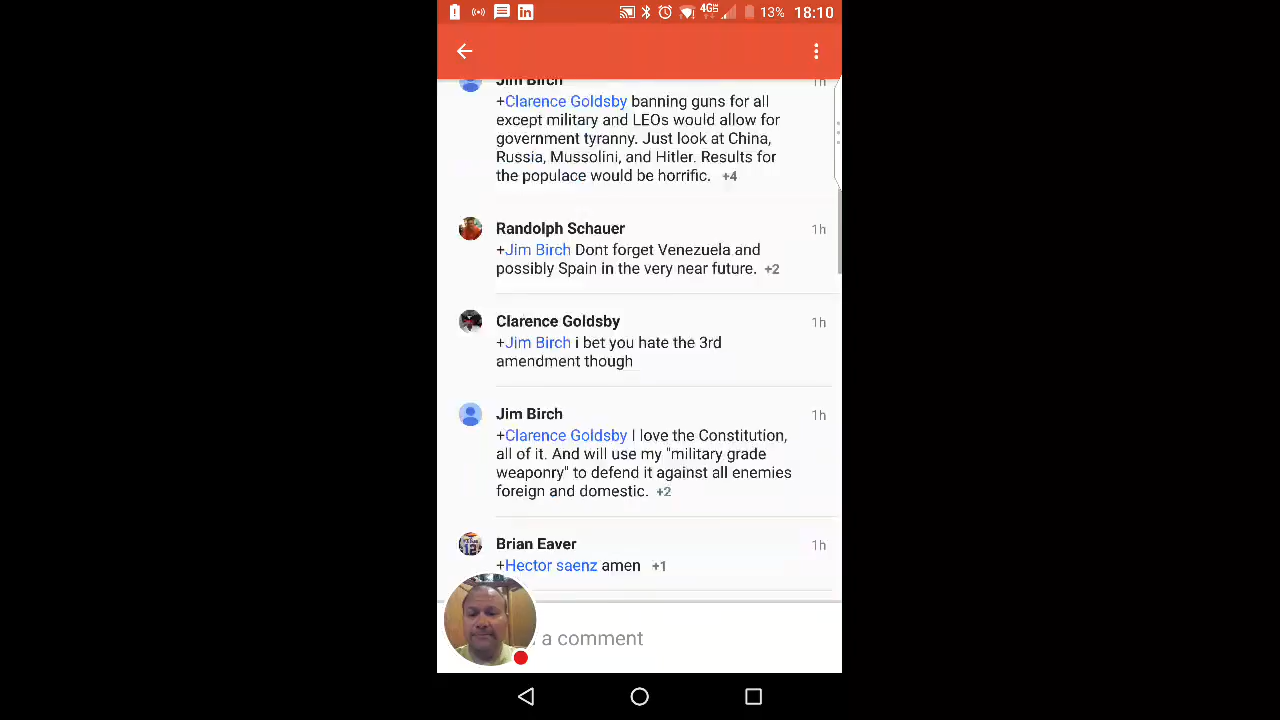 4G
13% 18:10
Jim Birch 1h
+Clarence Goldsby banning guns for all
except military and LEOs would allow for
government tyranny. Just look at China,
Russia, Mussolini, and Hitler. Results for
the populace would be horrific. +4
Randolph Schauer 1h
+Jim Birch Dont forget Venezuela and
possibly Spain in the very near future. +2
Clarence Goldsby 1h
+Jim Birch i bet you hate the 3rd
amendment though
Jim Birch 1h
+Clarence Goldsby I love the Constitution,
all of it. And will use my "military grade
weaponry" to defend it against all enemies
foreign and domestic. +2
Brian Eaver 1h
+Hector saenz amen +1
a comment